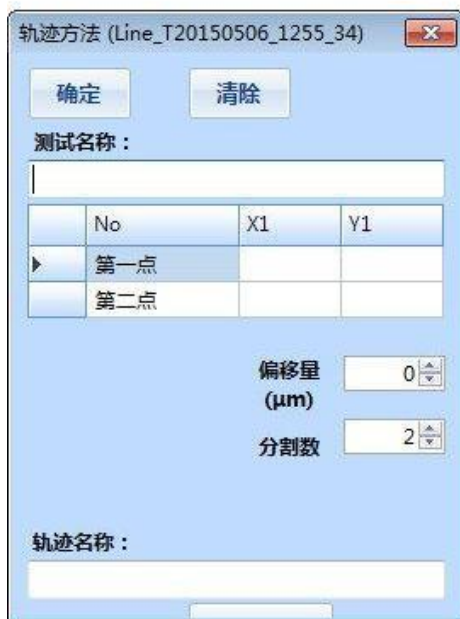 轨迹方法 (Line_T20150506_1255_34)
确定 清除
测试名称：
No X1 Y1
第一点
第二点
偏移量 0
(μm)
分割数 2
轨迹名称：